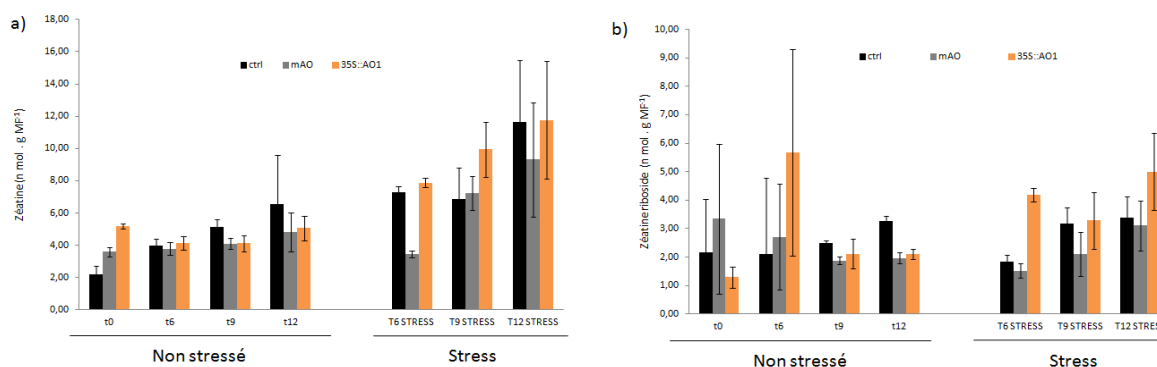 a)
18,00
16,00
14,00
12,00
10,00
8,00
6,00
4,00
2,00
0,00
Zéatine (n mol . g MF⁻¹)
ctrl mAO 35S::AO1
t0 t6 t9 t12 T6 STRESS T9 STRESS T12 STRESS
Non stressé Stress
b)
10,00
9,00
8,00
7,00
6,00
5,00
4,00
3,00
2,00
1,00
0,00
Zéatine riboside (n mol . g MF⁻¹)
ctrl mAO 35S::AO1
t0 t6 t9 t12 T6 STRESS T9 STRESS T12 STRESS
Non stressé Stress